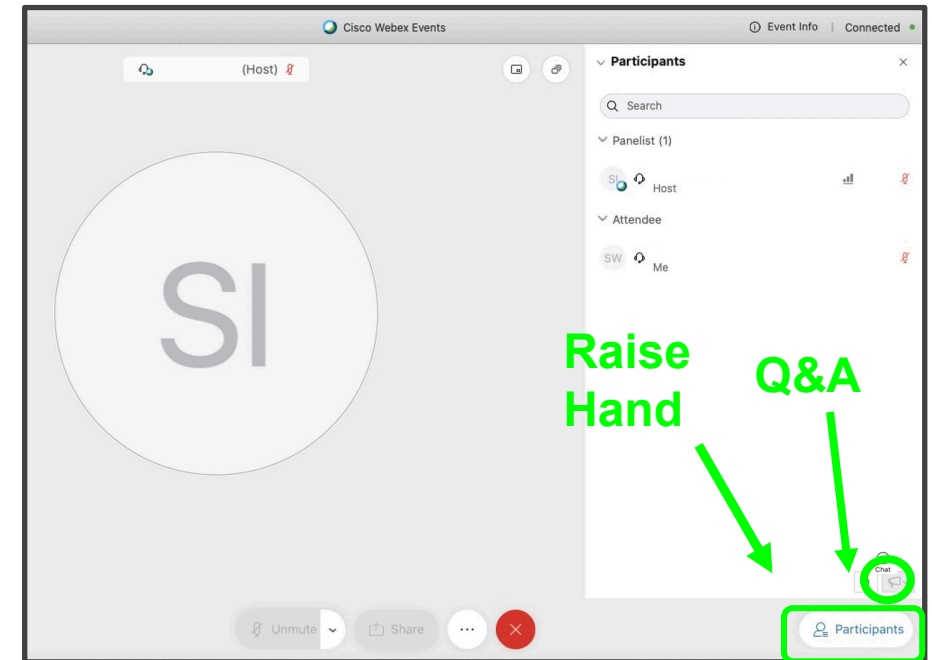 Cisco Webex Events
Event Info | Connected
(Host)
Participants
Search
Panelist (1)
SI
Host
Attendee
SW
Me
SI
Raise
Hand
Q&A
Chat
Unmute
Share
Participants